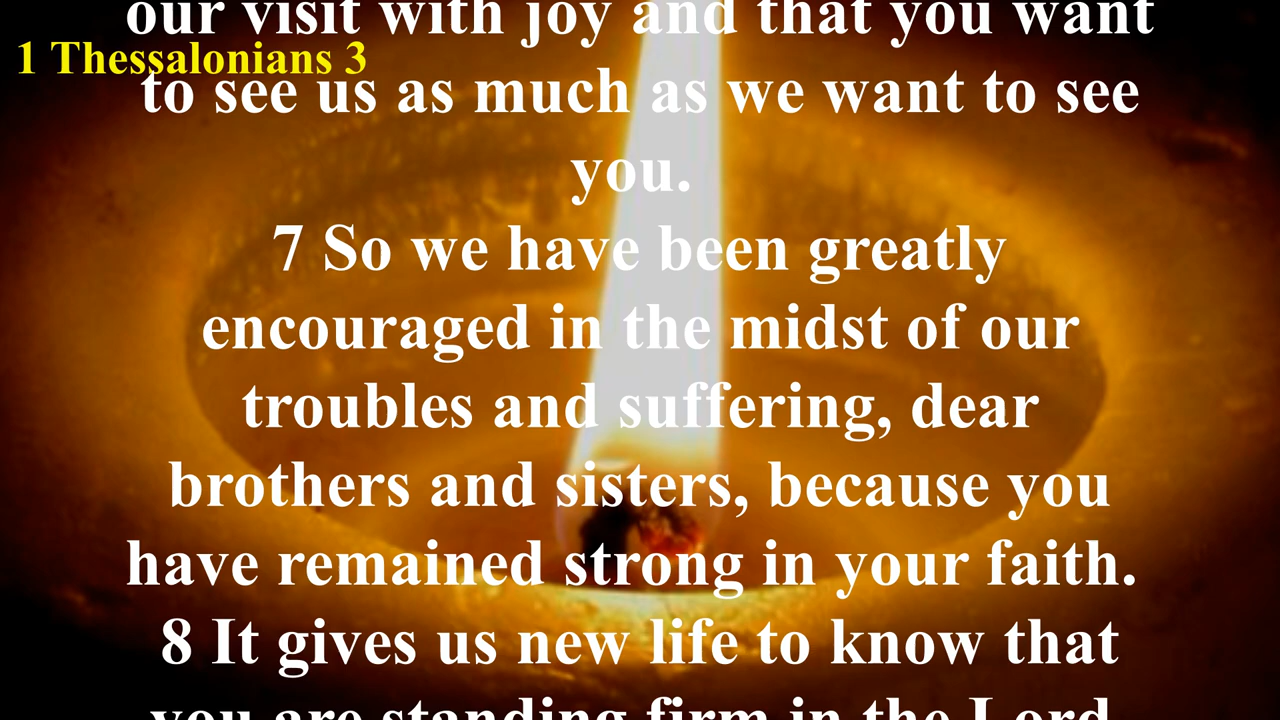 our visit with joy and that you want
1 Thessalonians 3
to see us as much as we want to see
you.
7 So we have been greatly
encouraged in the midst of our
troubles and suffering, dear
brothers and sisters, because you
have remained strong in your faith.
8 It gives us new life to know that
you are standing firm in the Lord